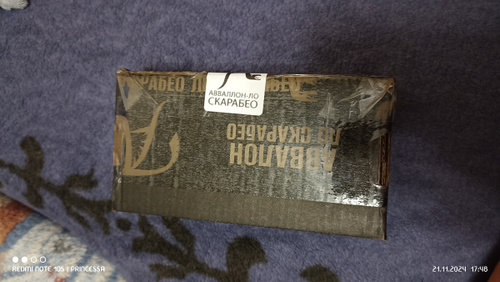 АВВАЛЛОН-ЛО
СКАРАБЕО
АВВАЛОН
ЛО СКАРАБЕО
REDMI NOTE 10S | PRINCESSA
21.11.2024 17:48